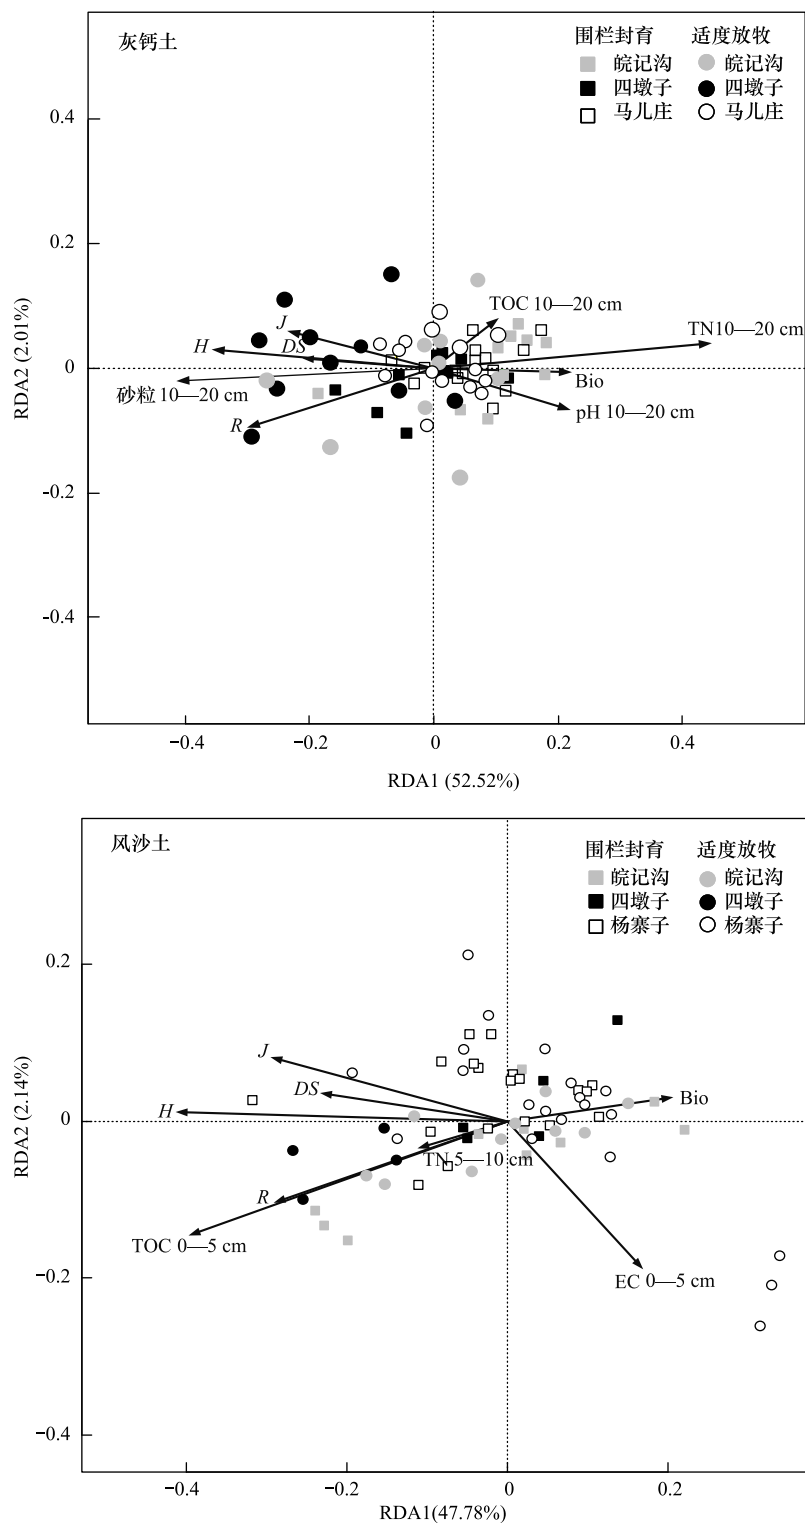 灰钙土
围栏封育 适度放牧
皖记沟 皖记沟
四墩子 四墩子
马儿庄 马儿庄
0.4
0.2
0
-0.2
-0.4
RDA2 (2.01%)
TOC 10—20 cm
J
TN10—20 cm
H
DS
Bio
砂粒 10—20 cm
pH 10—20 cm
R
−0.4 −0.2 0 0.2 0.4
RDA1 (52.52%)
风沙土
围栏封育 适度放牧
皖记沟 皖记沟
四墩子 四墩子
杨寨子 杨寨子
0.2
0
−0.2
−0.4
RDA2 (2.14%)
J
DS
Bio
H
TN 5—10 cm
R
TOC 0—5 cm
EC 0—5 cm
−0.4 −0.2 0 0.2
RDA1(47.78%)